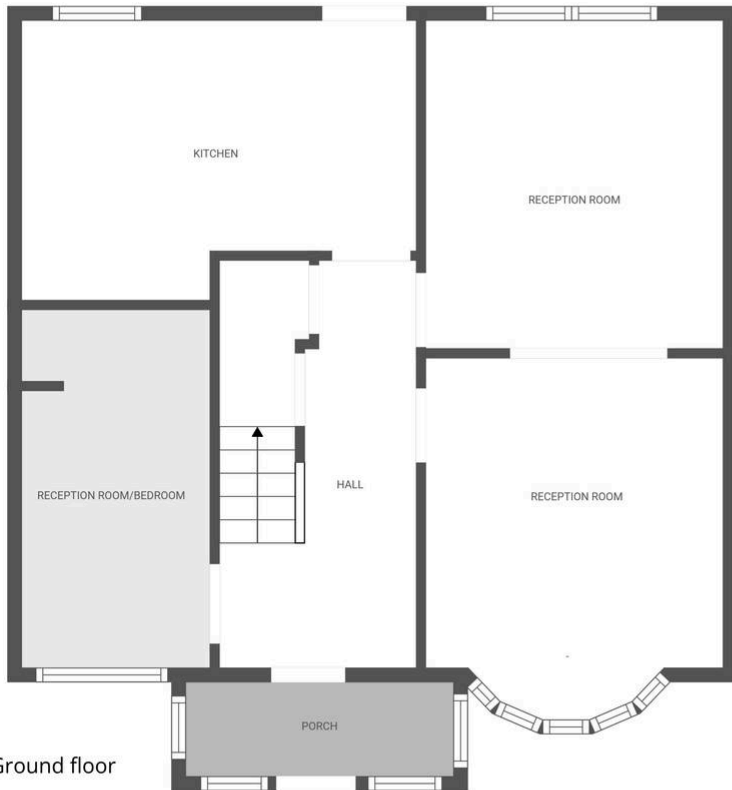 KITCHEN
RECEPTION ROOM
RECEPTION ROOM/BEDROOM
HALL
RECEPTION ROOM
PORCH
Ground floor